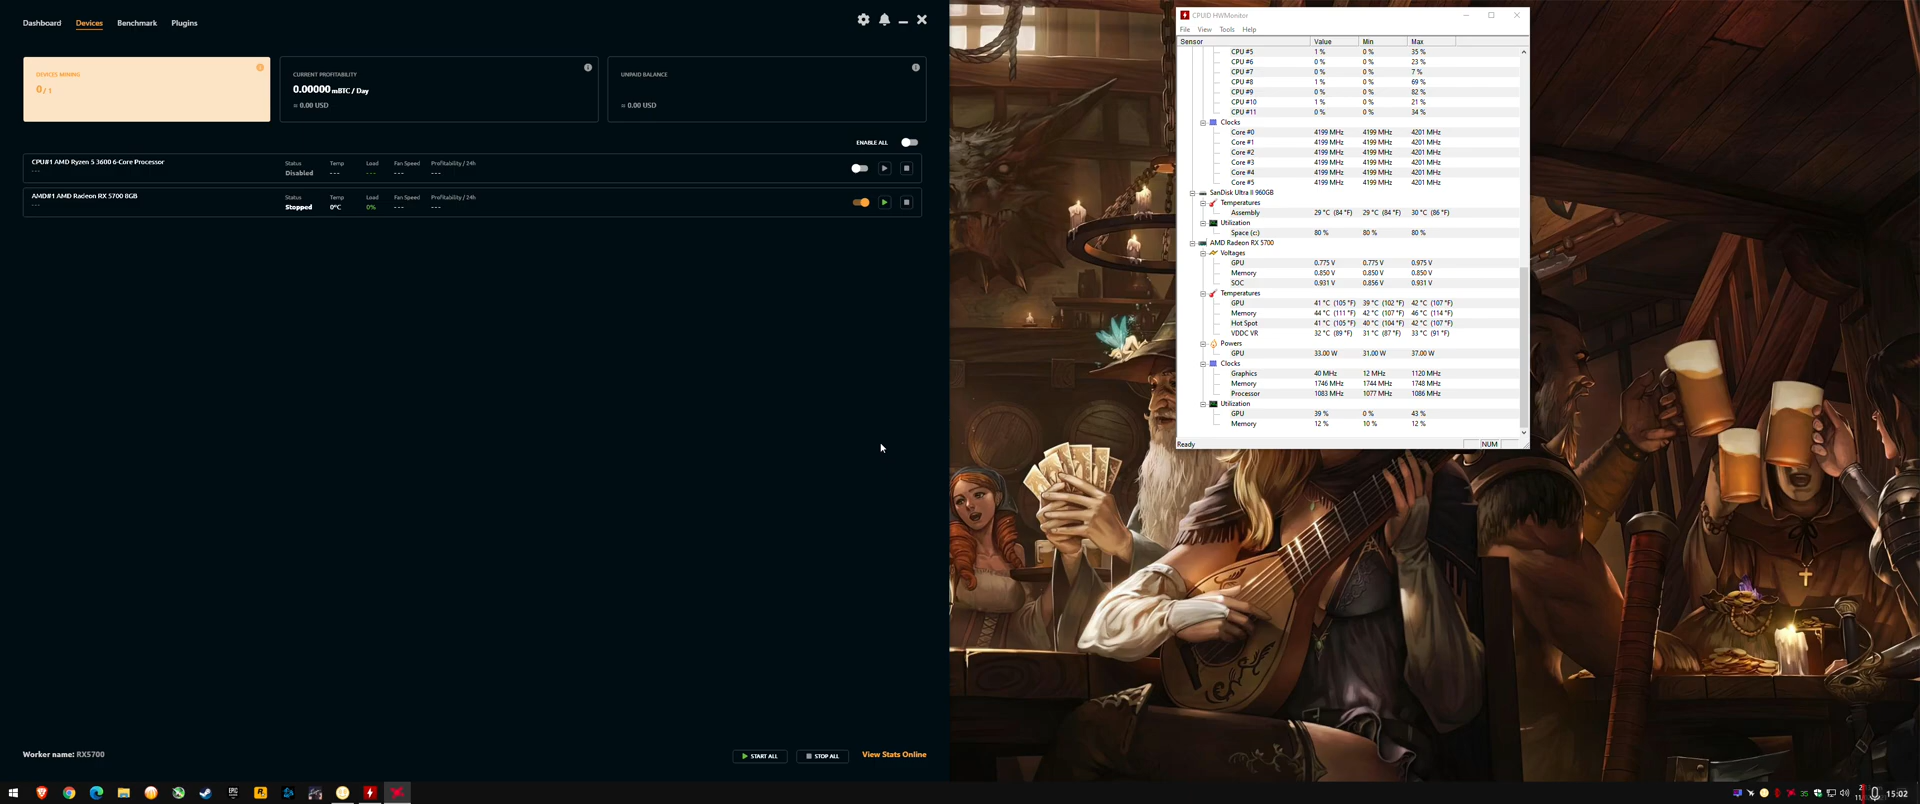 Dashboard Devices Benchmark Plugins
DEVICES MINING
0 / 1
CURRENT PROFITABILITY
0.00000 mBTC / Day
≈ 0.00 USD
UNPAID BALANCE
≈ 0.00 USD
ENABLE ALL
CPU#1 AMD Ryzen 5 3600 6-Core Processor
---
Status Temp Load Fan Speed Profitability / 24h
Disabled --- --- --- ---
AMD#1 AMD Radeon RX 5700 8GB
---
Status Temp Load Fan Speed Profitability / 24h
Stopped 0°C 0% --- ---
Worker name: RX5700
START ALL STOP ALL View Stats Online
CPUID HWMonitor
File View Tools Help
Sensor Value Min Max
CPU #5 1 % 0 % 35 %
CPU #6 0 % 0 % 23 %
CPU #7 0 % 0 % 7 %
CPU #8 1 % 0 % 69 %
CPU #9 0 % 0 % 82 %
CPU #10 1 % 0 % 21 %
CPU #11 0 % 0 % 34 %
Clocks
Core #0 4199 MHz 4199 MHz 4201 MHz
Core #1 4199 MHz 4199 MHz 4201 MHz
Core #2 4199 MHz 4199 MHz 4201 MHz
Core #3 4199 MHz 4199 MHz 4201 MHz
Core #4 4199 MHz 4199 MHz 4201 MHz
Core #5 4199 MHz 4199 MHz 4201 MHz
SanDisk Ultra II 960GB
Temperatures
Assembly 29 °C (84 °F) 29 °C (84 °F) 30 °C (86 °F)
Utilization
Space (c:) 80 % 80 % 80 %
AMD Radeon RX 5700
Voltages
GPU 0.775 V 0.775 V 0.975 V
Memory 0.850 V 0.850 V 0.850 V
SOC 0.931 V 0.856 V 0.931 V
Temperatures
GPU 41 °C (105 °F) 39 °C (102 °F) 42 °C (107 °F)
Memory 44 °C (111 °F) 42 °C (107 °F) 46 °C (114 °F)
Hot Spot 41 °C (105 °F) 40 °C (104 °F) 42 °C (107 °F)
VDDC VR 32 °C (89 °F) 31 °C (87 °F) 33 °C (91 °F)
Powers
GPU 33.00 W 31.00 W 37.00 W
Clocks
Graphics 40 MHz 12 MHz 1120 MHz
Memory 1746 MHz 1744 MHz 1748 MHz
Processor 1083 MHz 1077 MHz 1086 MHz
Utilization
GPU 39 % 0 % 43 %
Memory 12 % 10 % 12 %
Ready NUM
EPIC
35
15:02